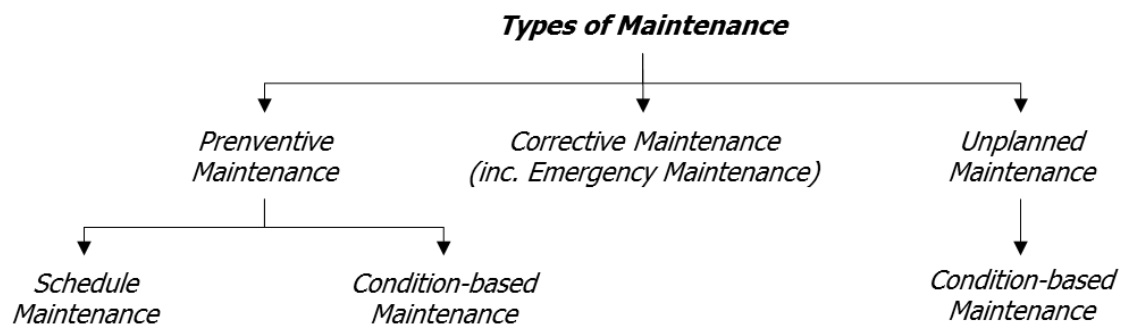 Types of Maintenance
Prenventive
Maintenance
Corrective Maintenance
(inc. Emergency Maintenance)
Unplanned
Maintenance
Schedule
Maintenance
Condition-based
Maintenance
Condition-based
Maintenance